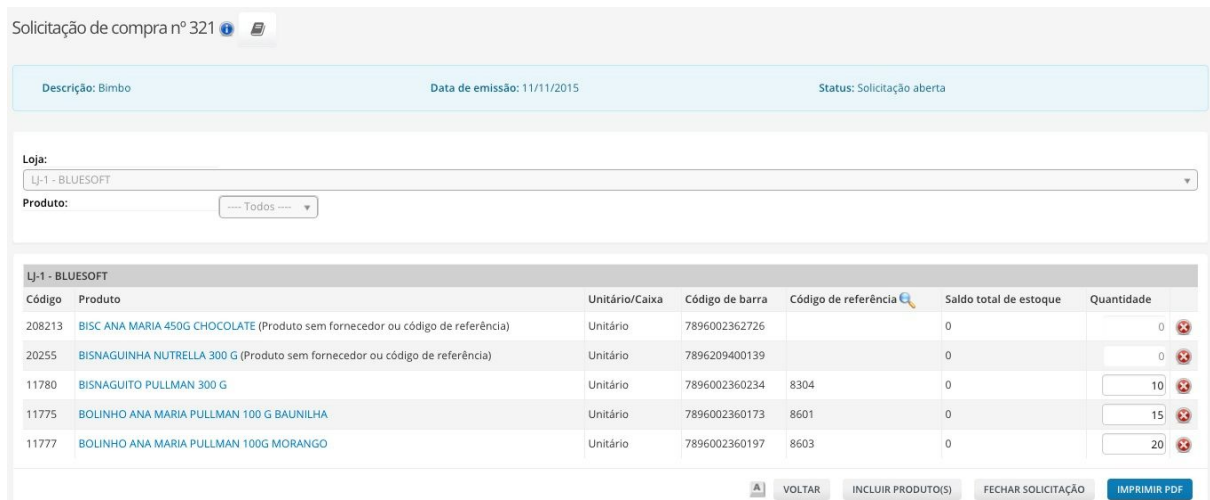 Solicitação de compra nº 321
Descrição: Bimbo Data de emissão: 11/11/2015 Status: Solicitação aberta
Loja:
LJ-1 - BLUESOFT
Produto: ---- Todos ----
LJ-1 - BLUESOFT
Código Produto Unitário/Caixa Código de barra Código de referência Saldo total de estoque Quantidade
208213 BISC ANA MARIA 450G CHOCOLATE (Produto sem fornecedor ou código de referência) Unitário 7896002362726 0 0
20255 BISNAGUINHA NUTRELLA 300 G (Produto sem fornecedor ou código de referência) Unitário 7896209400139 0 0
11780 BISNAGUITO PULLMAN 300 G Unitário 7896002360234 8304 0 10
11775 BOLINHO ANA MARIA PULLMAN 100 G BAUNILHA Unitário 7896002360173 8601 0 15
11777 BOLINHO ANA MARIA PULLMAN 100G MORANGO Unitário 7896002360197 8603 0 20
A VOLTAR INCLUIR PRODUTO(S) FECHAR SOLICITAÇÃO IMPRIMIR PDF